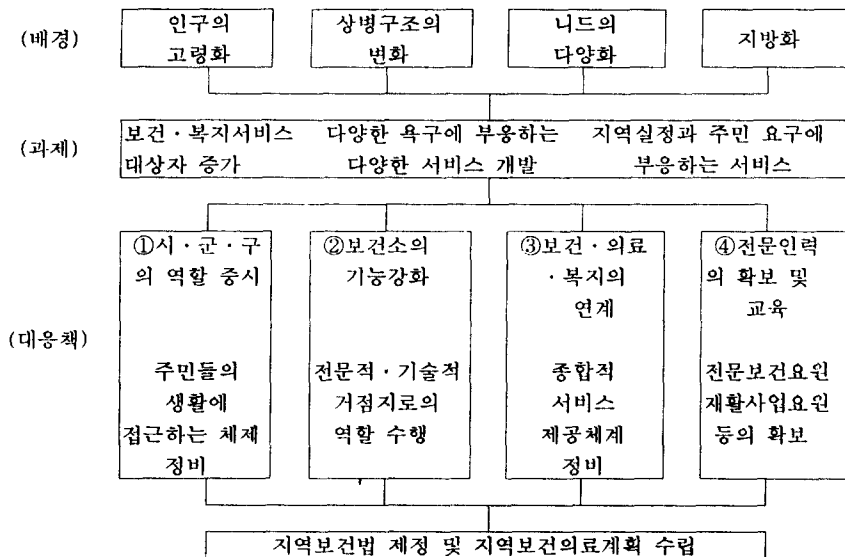 (배경)
인구의
고령화
상병구조의
변화
니드의
다양화
지방화
(과제)
보건·복지서비스 다양한 욕구에 부응하는 지역실정과 주민 요구에
대상자 증가 다양한 서비스 개발 부응하는 서비스
(대응책)
①시·군·구
의 역할 중시
주민들의
생활에
접근하는 체제
정비
②보건소의
기능강화
전문적·기술적
거점지로의
역할 수행
③보건·의료
·복지의
연계
종합적
서비스
제공체계
정비
④전문인력
의 확보 및
교육
전문보건요원
재활사업요원
등의 확보
지역보건법 제정 및 지역보건의료계획 수립